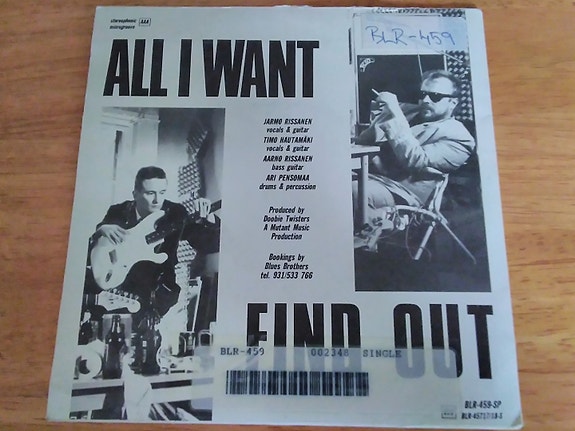 stereophonic
microgroove
AAA
BLR-459
ALL I WANT
JARMO RISSANEN
vocals & guitar
TIMO HAUTAMÄKI
vocals & guitar
AARNO RISSANEN
bass guitar
ARI PENSOMAA
drums & percussion
Produced by
Doobie Twisters
A Mutant Music
Production
Bookings by
Blues Brothers
tel. 931/533 766
FIND OUT
BLR-459 002348 SINGLE
BLR-459-SP